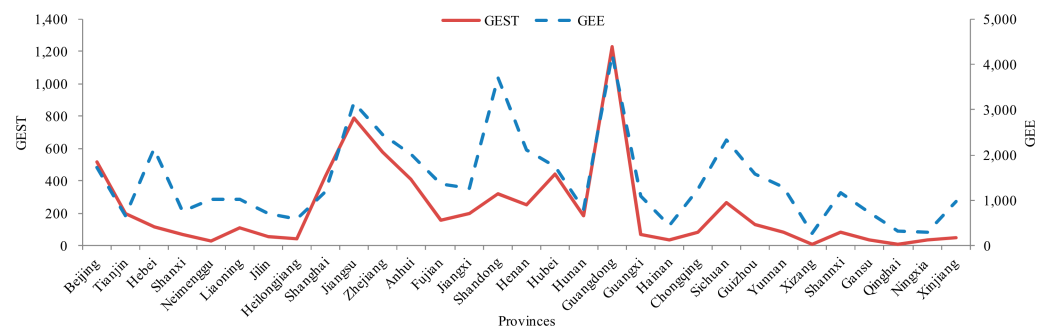 GEST GEE
1,400
1,200
1,000
800
600
400
200
0
GEST
5,000
4,000
3,000
2,000
1,000
0
GEE
Beijing
Tianjin
Hebei
Shanxi
Neimenggu
Liaoning
Jilin
Heilongjiang
Shanghai
Jiangsu
Zhejiang
Anhui
Fujian
Jiangxi
Shandong
Henan
Hubei
Hunan
Guangdong
Guangxi
Hainan
Chongqing
Sichuan
Guizhou
Yunnan
Xizang
Shannxi
Gansu
Qinghai
Ningxia
Xinjiang
Provinces